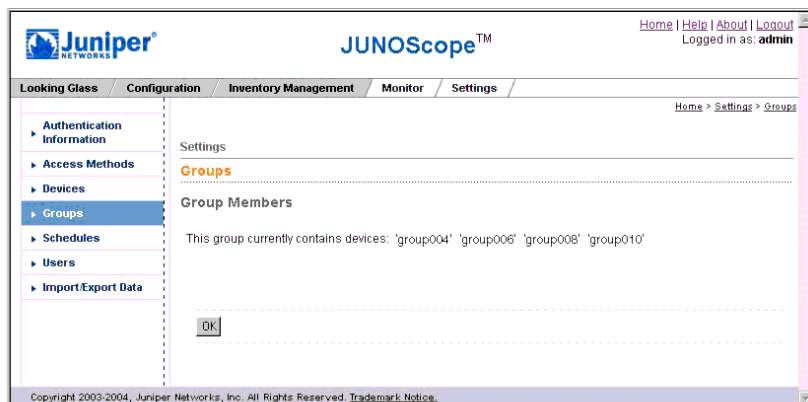 Juniper®
NETWORKS
JUNOScope™
Home | Help | About | Logout
Logged in as: admin
Looking Glass / Configuration / Inventory Management / Monitor / Settings /
Home > Settings > Groups
Authentication
Information
Access Methods
Devices
Groups
Schedules
Users
Import/Export Data
Settings
Groups
Group Members
This group currently contains devices: 'group004' 'group006' 'group008' 'group010'
OK
Copyright 2003-2004, Juniper Networks, Inc. All Rights Reserved. Trademark Notice.